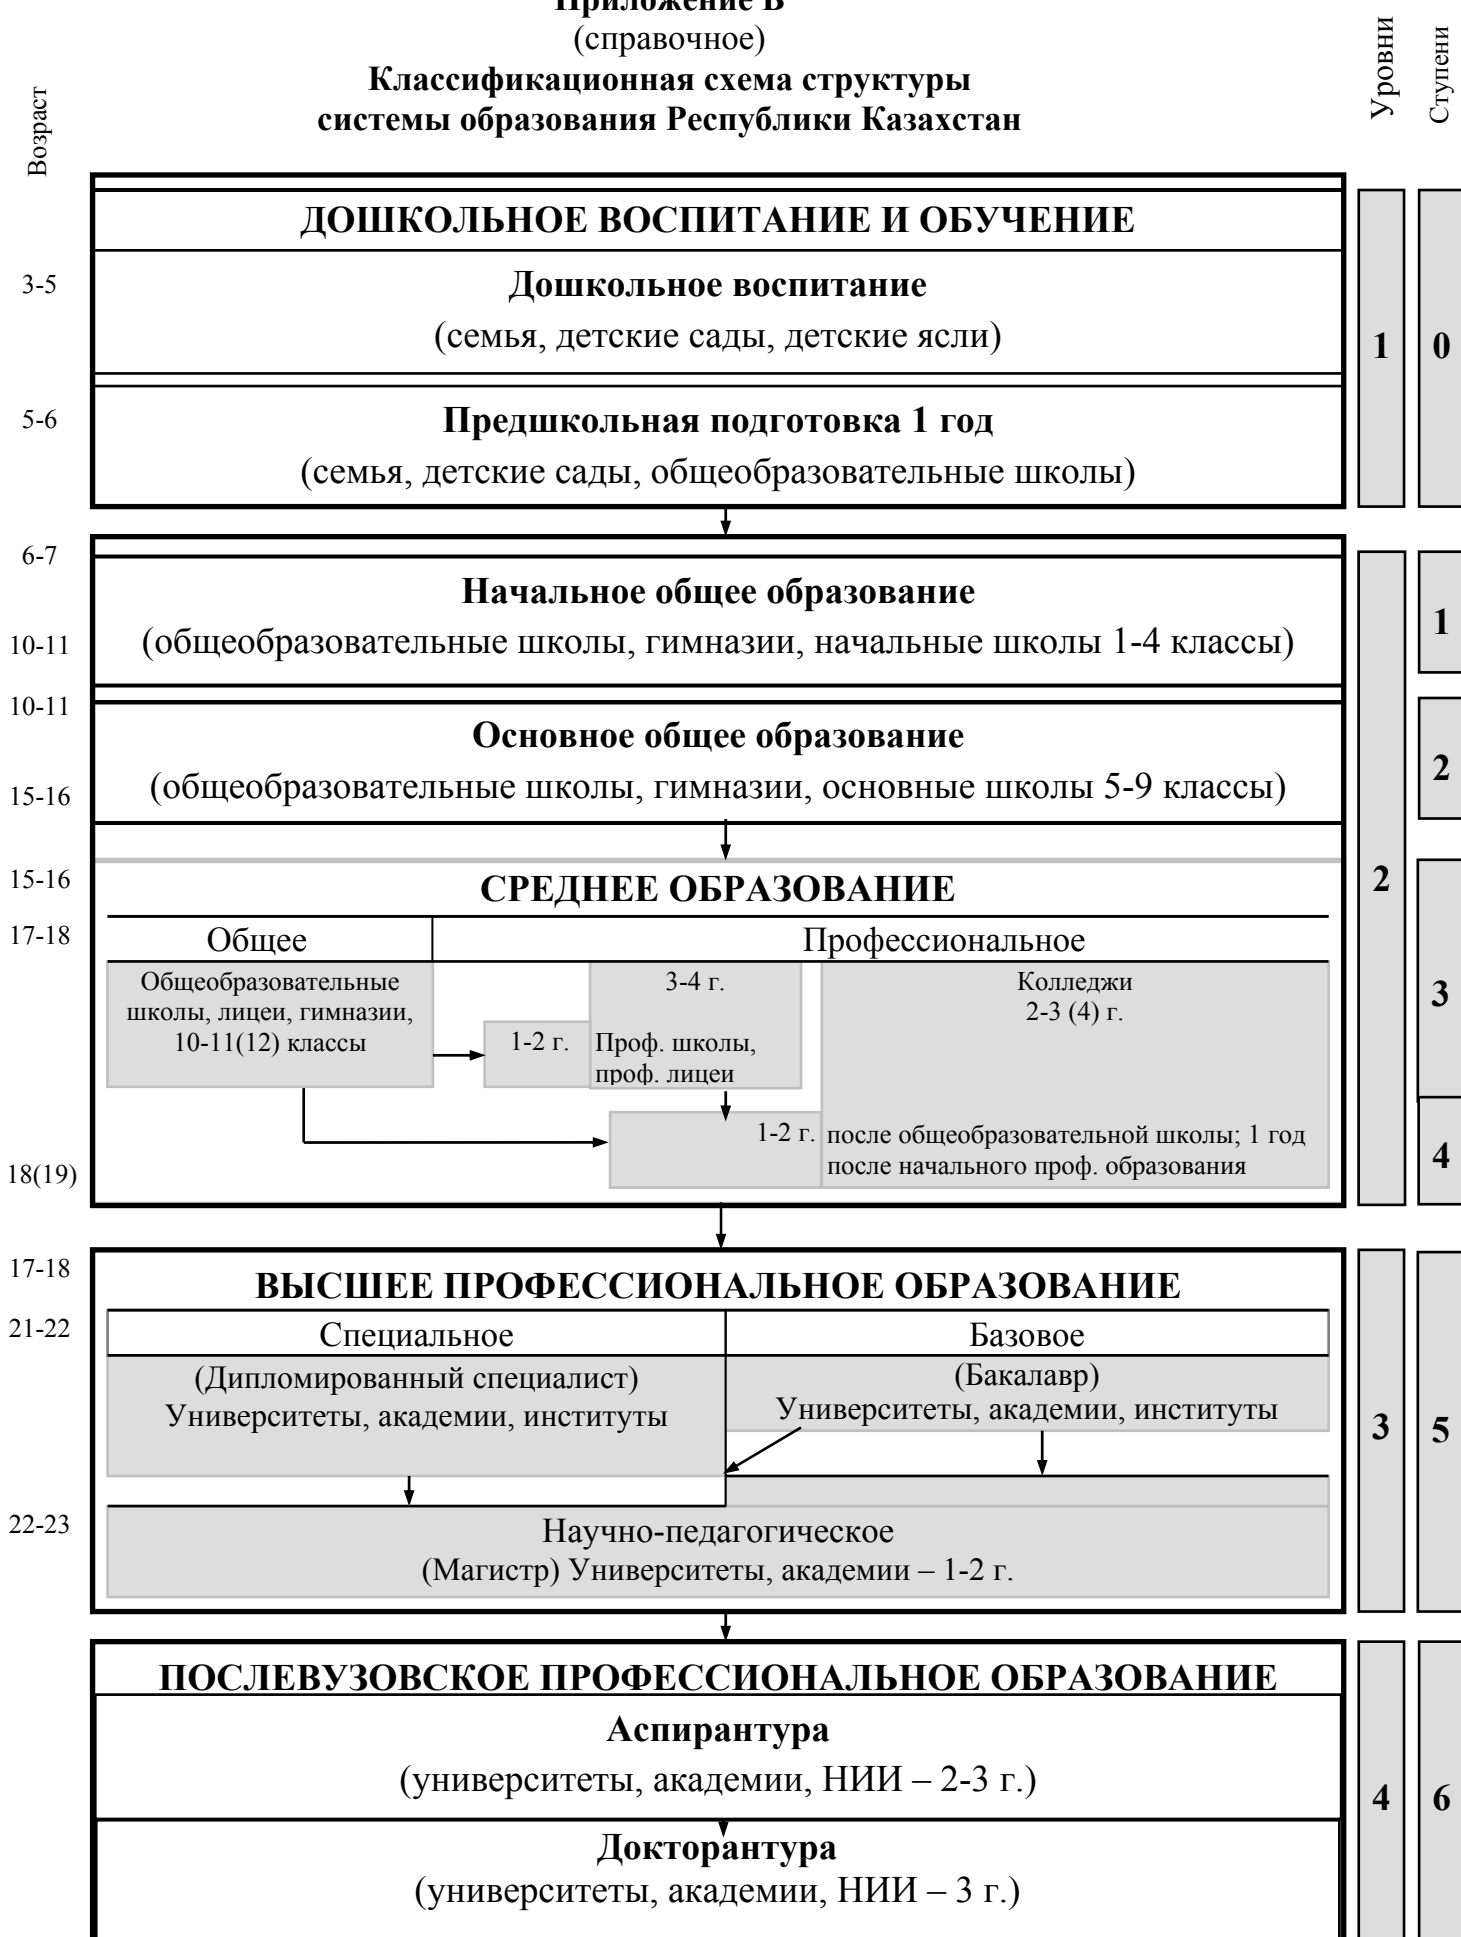 Приложение В
(справочное)
Классификационная схема структуры
системы образования Республики Казахстан
Возраст
Уровни
Ступени
ДОШКОЛЬНОЕ ВОСПИТАНИЕ И ОБУЧЕНИЕ
3-5
Дошкольное воспитание
(семья, детские сады, детские ясли)
1
0
5-6
Предшкольная подготовка 1 год
(семья, детские сады, общеобразовательные школы)
6-7
Начальное общее образование
10-11
(общеобразовательные школы, гимназии, начальные школы 1-4 классы)
1
10-11
Основное общее образование
15-16
(общеобразовательные школы, гимназии, основные школы 5-9 классы)
2
15-16
СРЕДНЕЕ ОБРАЗОВАНИЕ
2
17-18
Общее
Профессиональное
Общеобразовательные
школы, лицеи, гимназии,
10-11(12) классы
1-2 г.
3-4 г.
Проф. школы,
проф. лицеи
Колледжи
2-3 (4) г.
3
1-2 г.
после общеобразовательной школы; 1 год
после начального проф. образования
4
18(19)
17-18
ВЫСШЕЕ ПРОФЕССИОНАЛЬНОЕ ОБРАЗОВАНИЕ
21-22
Специальное
Базовое
(Дипломированный специалист)
Университеты, академии, институты
(Бакалавр)
Университеты, академии, институты
3
5
22-23
Научно-педагогическое
(Магистр) Университеты, академии – 1-2 г.
ПОСЛЕВУЗОВСКОЕ ПРОФЕССИОНАЛЬНОЕ ОБРАЗОВАНИЕ
Аспирантура
(университеты, академии, НИИ – 2-3 г.)
4
6
Докторантура
(университеты, академии, НИИ – 3 г.)